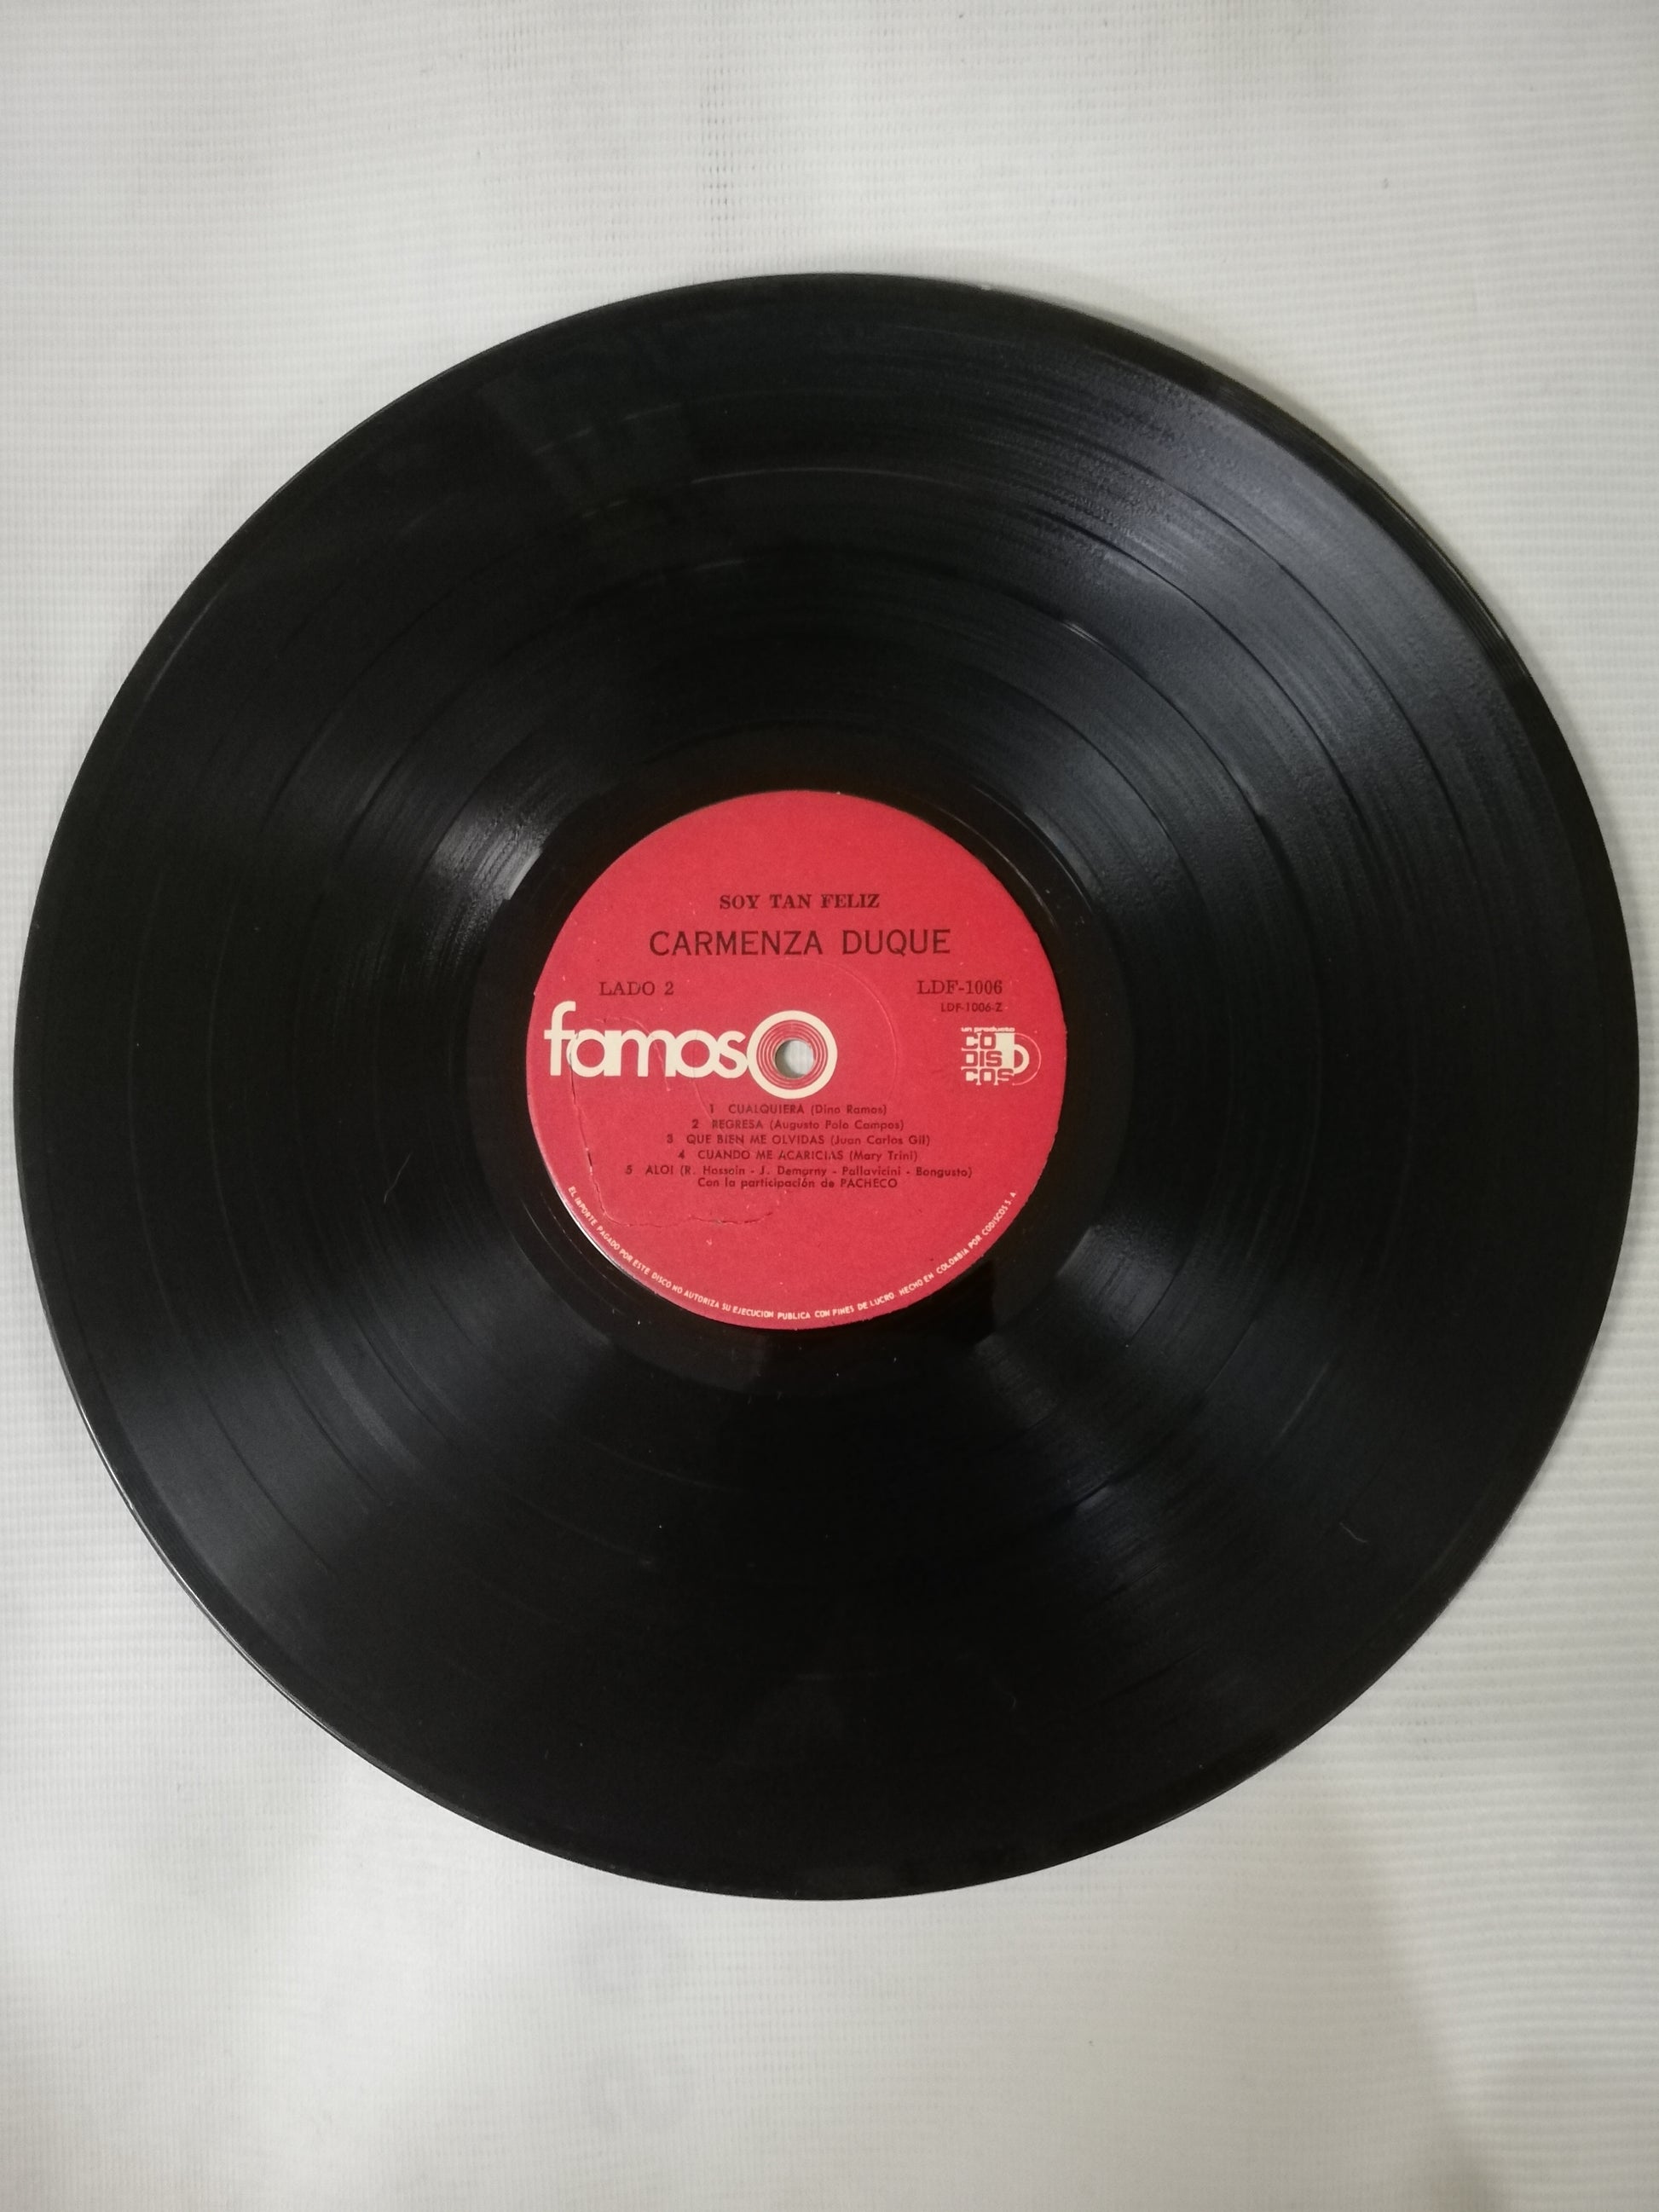 SOY TAN FELIZ
CARMENZA DUQUE
LADO 2 LDF-1006
LDF-1006-Z
famoso
un producto
CO
DIS
COS
1 CUALQUIERA (Dino Ramos)
2 REGRESA (Augusto Polo Campos)
3 QUE BIEN ME OLVIDAS (Juan Carlos Gil)
4 CUANDO ME ACARICIAS (Mary Trini)
5 ALOI (R. Hossein - J. Demarny - Pallavicini - Bongusto)
Con la participación de PACHECO
EL IMPORTE PAGADO POR ESTE DISCO NO AUTORIZA SU EJECUCION PUBLICA CON FINES DE LUCRO. HECHO EN COLOMBIA POR CODISCOS S.A.